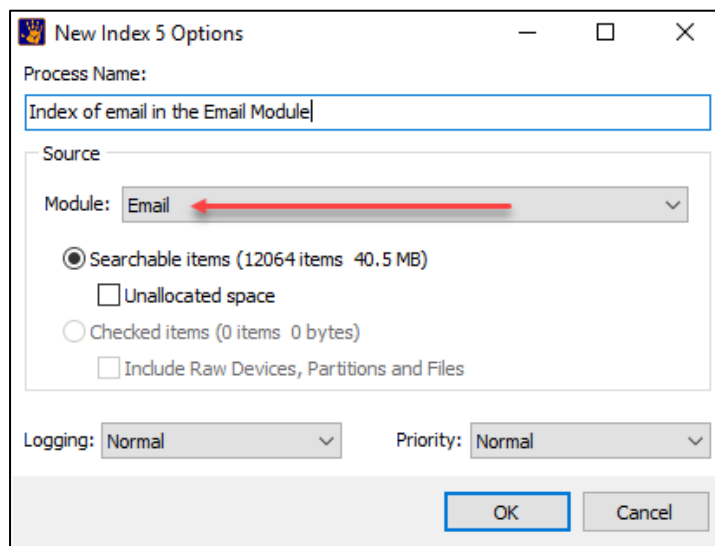 New Index 5 Options
Process Name:
Index of email in the Email Module
Source
Module: Email
Searchable items (12064 items 40.5 MB)
Unallocated space
Checked items (0 items 0 bytes)
Include Raw Devices, Partitions and Files
Logging: Normal Priority: Normal
OK Cancel